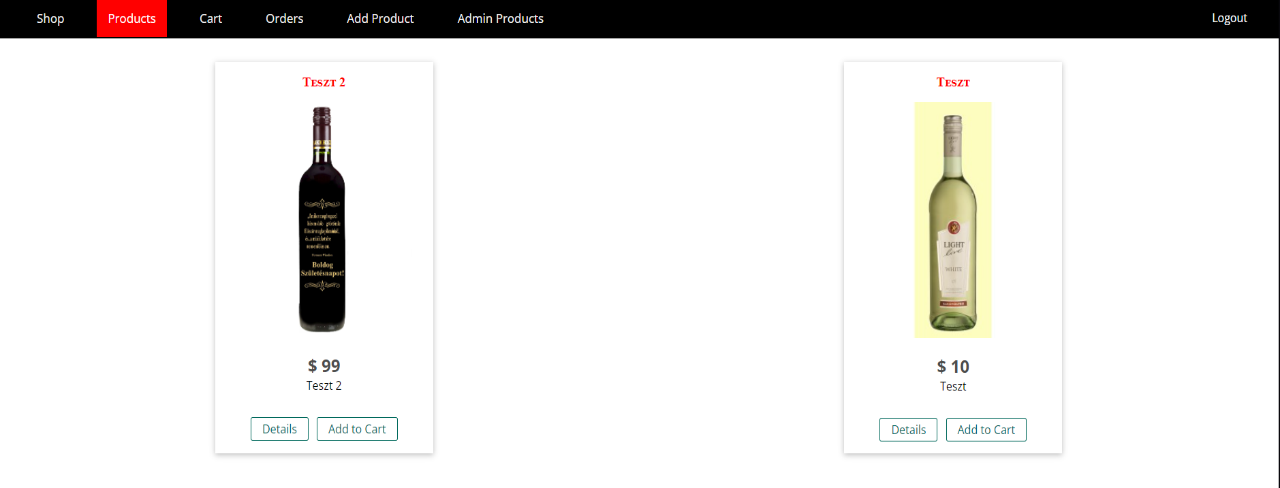 Shop Products Cart Orders Add Product Admin Products Logout
Teszt 2
Boldog
Születésnapot!
$ 99
Teszt 2
Details Add to Cart
Teszt
LIGHT
live
WHITE
$ 10
Teszt
Details Add to Cart